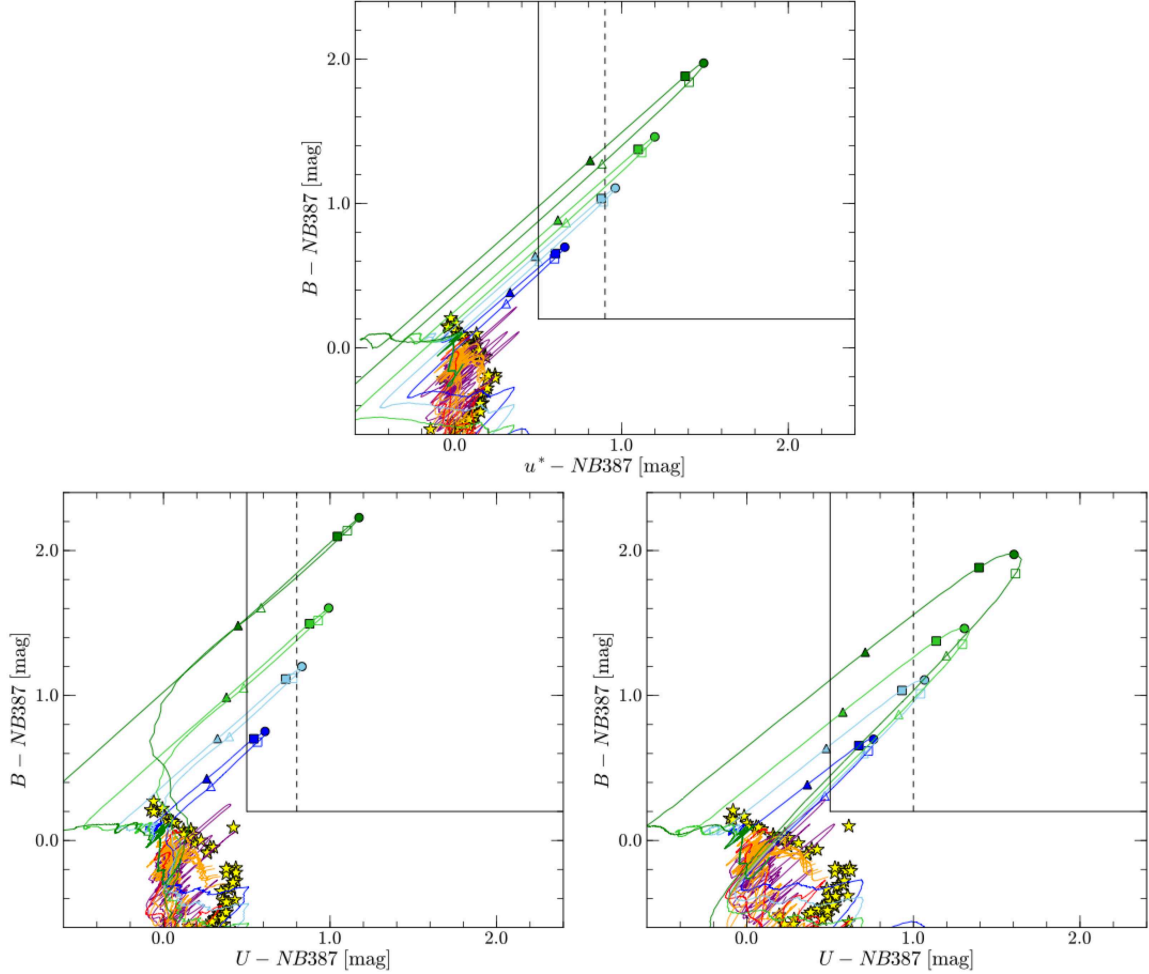 2.0
1.0
0.0
B − NB387 [mag]
0.0 1.0 2.0
u* − NB387 [mag]
2.0 2.0
1.0 1.0
0.0 0.0
B − NB387 [mag] B − NB387 [mag]
0.0 1.0 2.0 0.0 1.0 2.0
U − NB387 [mag] U − NB387 [mag]